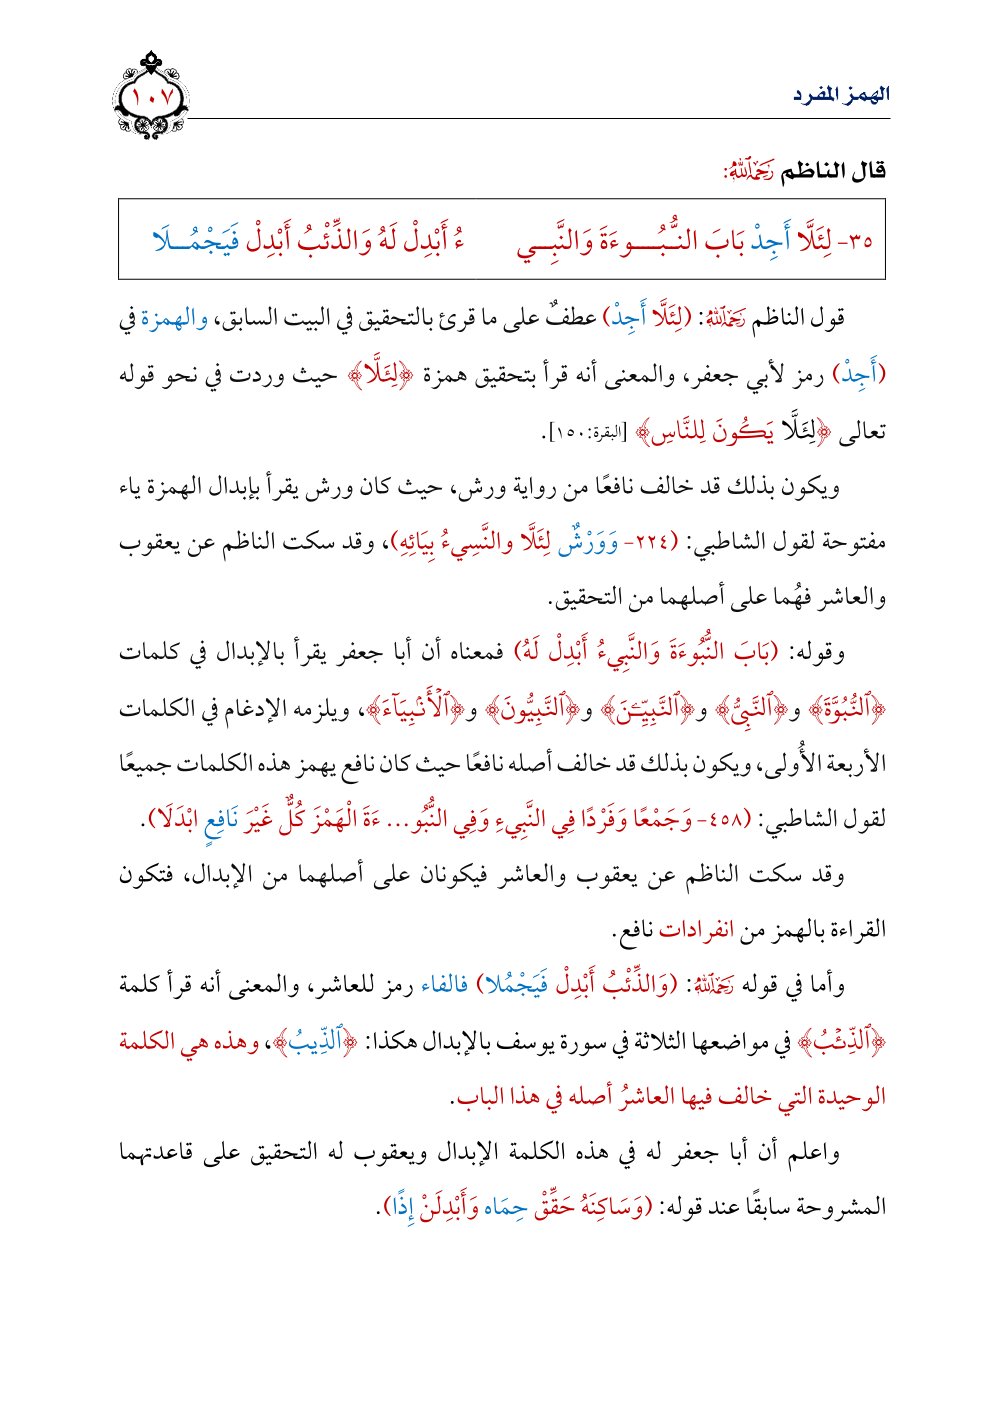 الهمز المفرد
١٠٧
قال الناظم رَحِمَهُ اللَّهُ:
٣٥- لِئَلَّا أَجِدْ بَابَ النُّبُوءَةَ وَالنَّبِي ءُ أَبْدِلْ لَهُ وَالذِّئْبُ أَبْدِلْ فَيَجْمُلَا
قول الناظم رَحِمَهُ اللَّهُ: (لِئَلَّا أَجِدْ) عطفٌ على ما قرئ بالتحقيق في البيت السابق، والهمزة في
(أَجِدْ) رمز لأبي جعفر، والمعنى أنه قرأ بتحقيق همزة ﴿لِئَلَّا﴾ حيث وردت في نحو قوله
تعالى ﴿لِئَلَّا يَكُونَ لِلنَّاسِ﴾ [البقرة:١٥٠].
ويكون بذلك قد خالف نافعًا من رواية ورش، حيث كان ورش يقرأ بإبدال الهمزة ياء
مفتوحة لقول الشاطبي: (٢٢٤- وَوَرْشٌ لِئَلَّا والنَّسِيءُ بِيَائِهِ)، وقد سكت الناظم عن يعقوب
والعاشر فهُما على أصلهما من التحقيق.
وقوله: (بَابَ النُّبُوءَةَ وَالنَّبِيءُ أَبْدِلْ لَهُ) فمعناه أن أبا جعفر يقرأ بالإبدال في كلمات
﴿ٱلنُّبُوَّةَ﴾ و﴿ٱلنَّبِيُّ﴾ و﴿ٱلنَّبِيِّـۧنَ﴾ و﴿ٱلنَّبِيُّونَ﴾ و﴿ٱلْأَنۢبِيَآءَ﴾، ويلزمه الإدغام في الكلمات
الأربعة الأُولى، ويكون بذلك قد خالف أصله نافعًا حيث كان نافع يهمز هذه الكلمات جميعًا
لقول الشاطبي: (٤٥٨- وَجَمْعًا وَفَرْدًا فِي النَّبِيءِ وَفِي النُّبُو... ءَةَ الْهَمْزَ كُلٌّ غَيْرَ نَافِعٍ ابْدَلَا).
وقد سكت الناظم عن يعقوب والعاشر فيكونان على أصلهما من الإبدال، فتكون
القراءة بالهمز من انفرادات نافع.
وأما في قوله رَحِمَهُ اللَّهُ: (وَالذِّئْبُ أَبْدِلْ فَيَجْمُلا) فالفاء رمز للعاشر، والمعنى أنه قرأ كلمة
﴿ٱلذِّئْبُ﴾ في مواضعها الثلاثة في سورة يوسف بالإبدال هكذا: ﴿ٱلذِّيبُ﴾، وهذه هي الكلمة
الوحيدة التي خالف فيها العاشرُ أصله في هذا الباب.
واعلم أن أبا جعفر له في هذه الكلمة الإبدال ويعقوب له التحقيق على قاعدتهما
المشروحة سابقًا عند قوله: (وَسَاكِنَهُ حَقِّقْ حِمَاه وَأَبْدِلَنْ إِذًا).